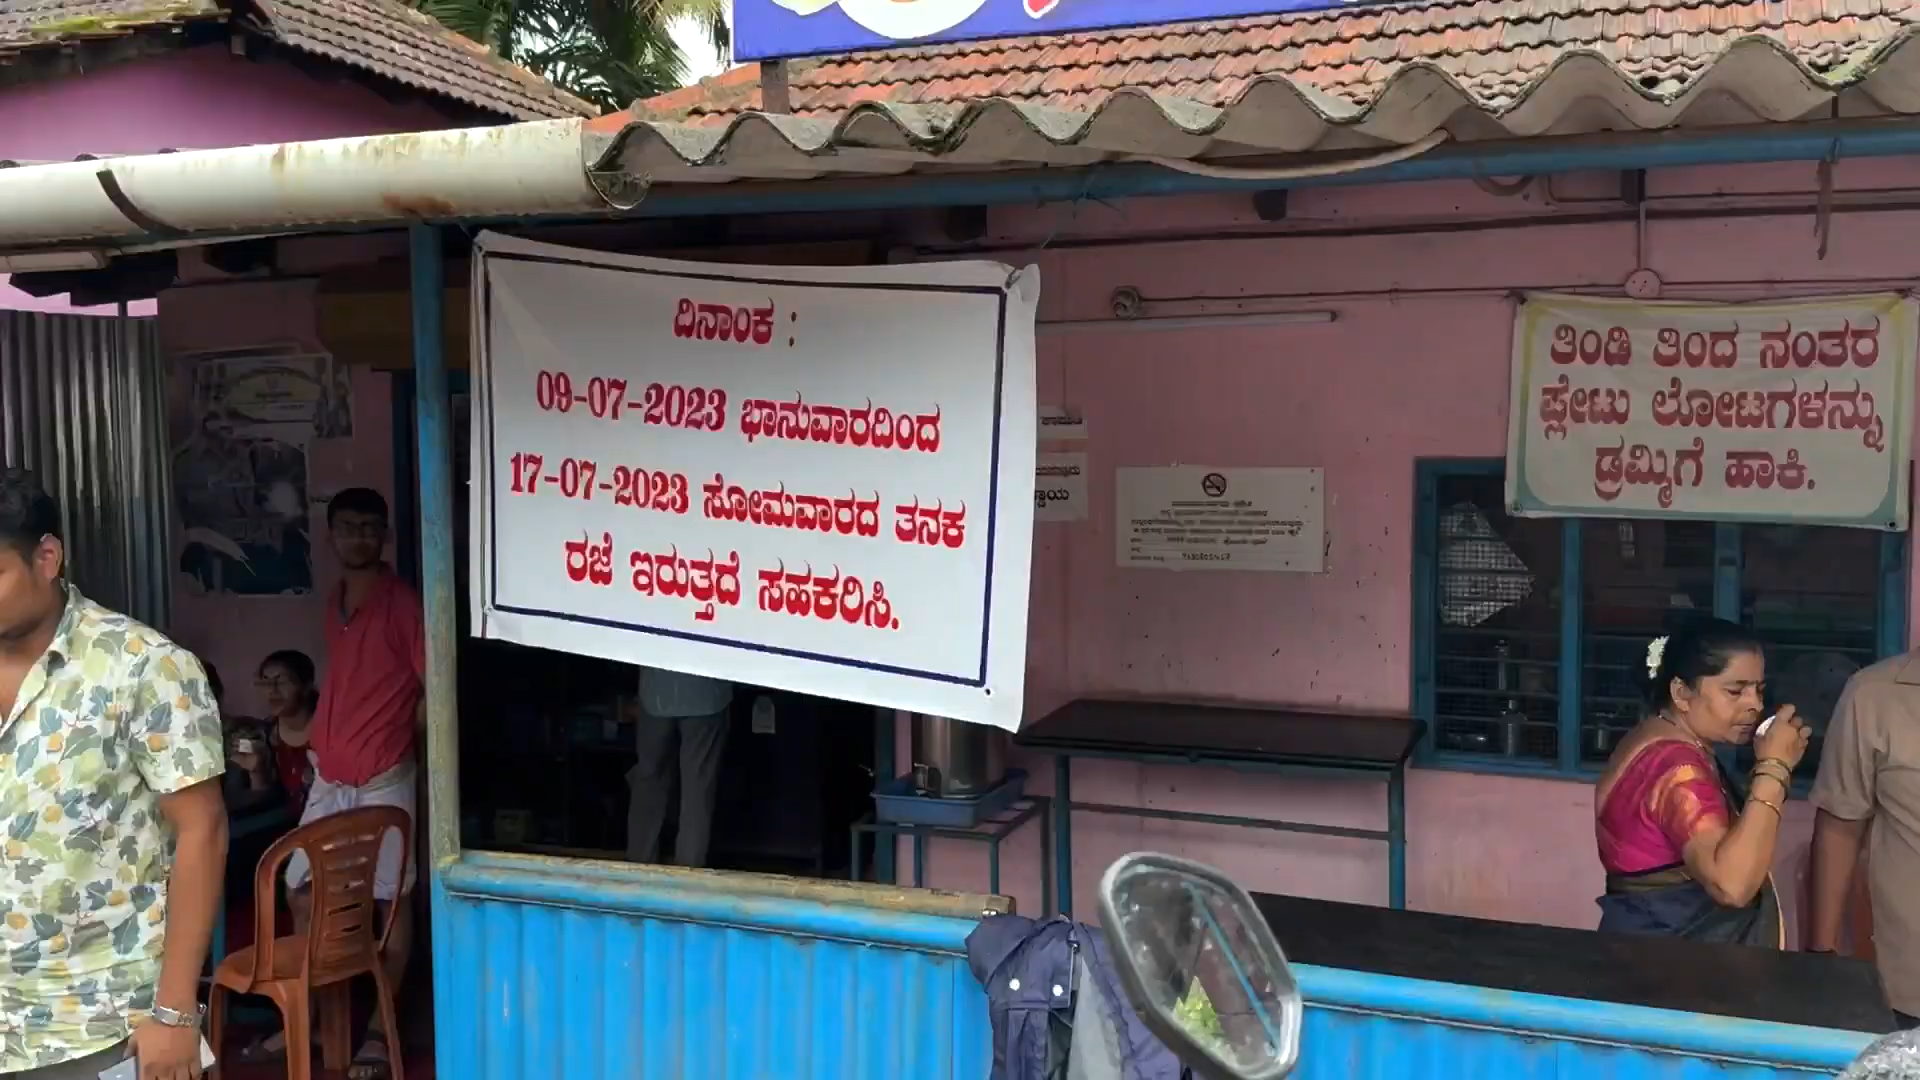 ದಿನಾಂಕ :
09-07-2023 ಭಾನುವಾರದಿಂದ
17-07-2023 ಸೋಮವಾರದ ತನಕ
ರಜೆ ಇರುತ್ತದೆ ಸಹಕರಿಸಿ.
ತಿಂಡಿ ತಿಂದ ನಂತರ
ಪ್ಲೇಟು ಲೋಟಗಳನ್ನು
ಡ್ರಮ್ಮಿಗೆ ಹಾಕಿ.